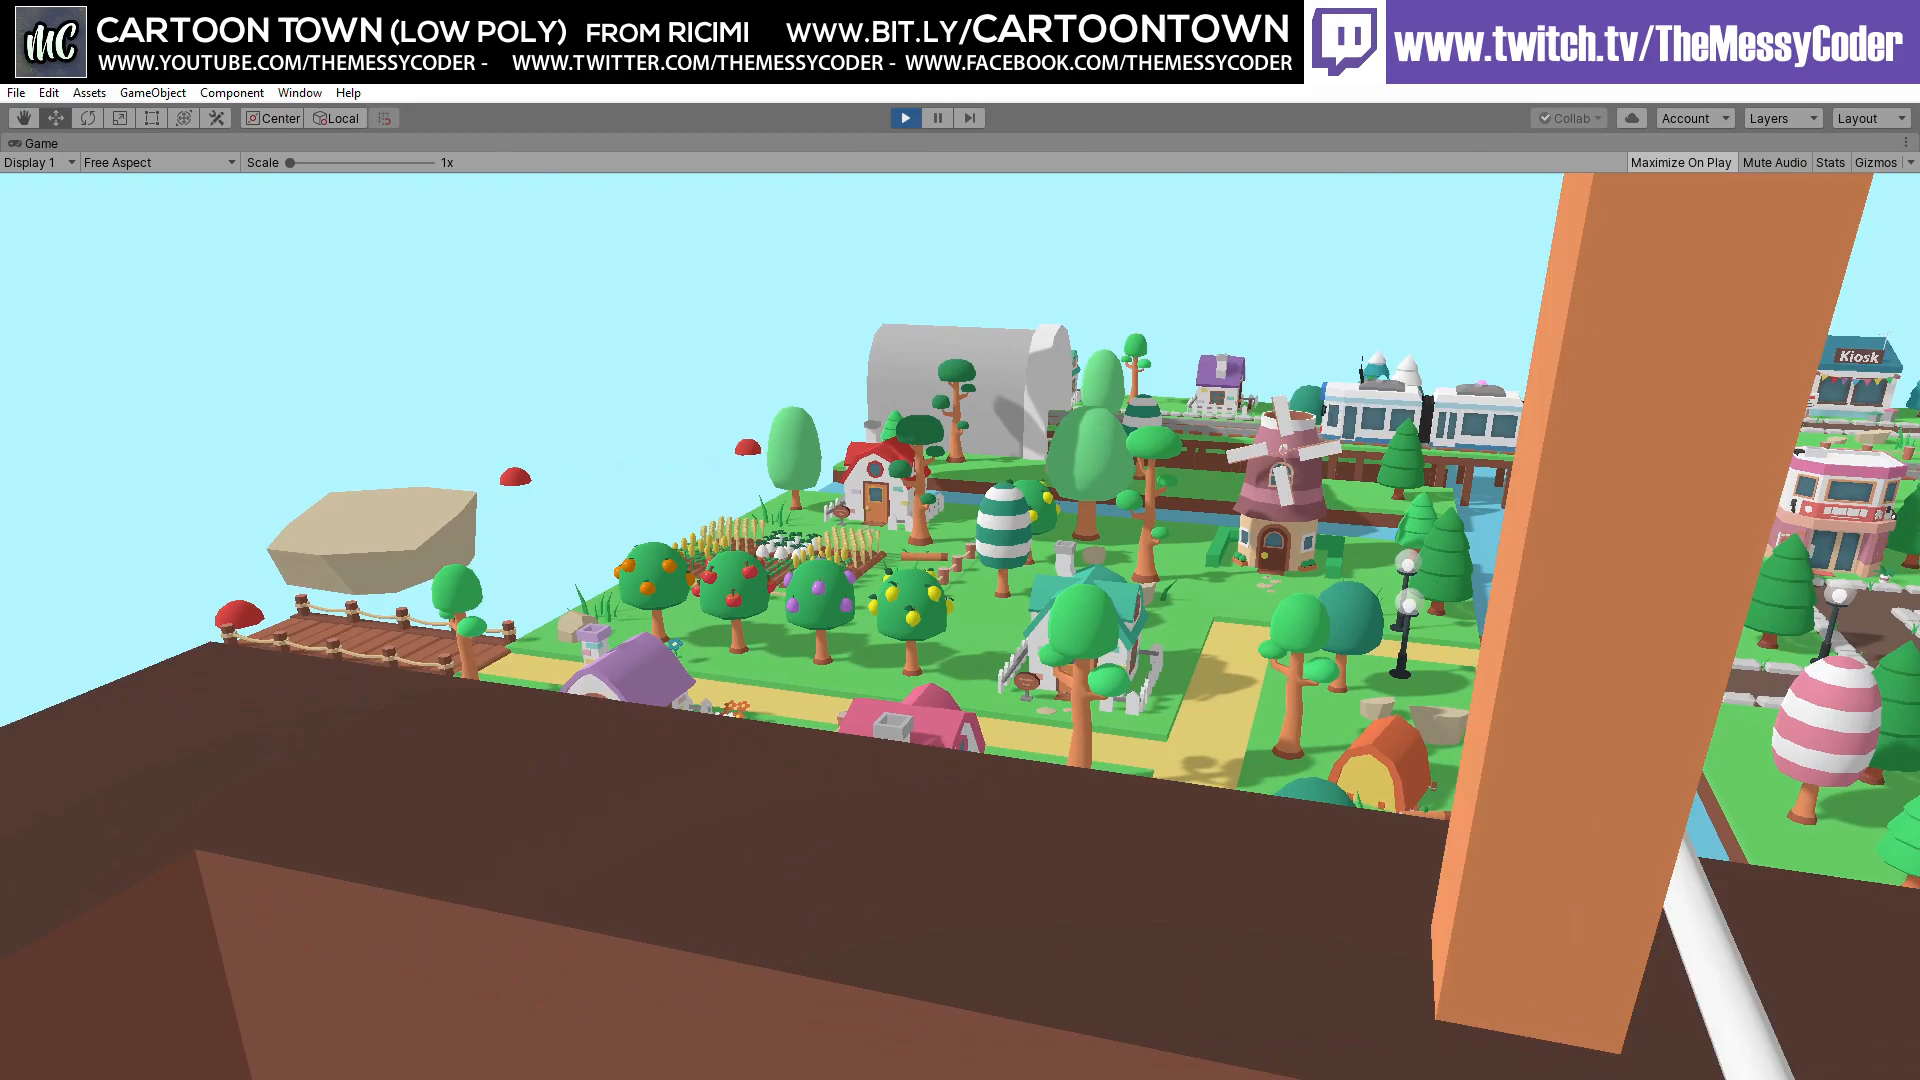 MC CARTOON TOWN (LOW POLY) FROM RICIMI WWW.BIT.LY/CARTOONTOWN
WWW.YOUTUBE.COM/THEMESSYCODER - WWW.TWITTER.COM/THEMESSYCODER - WWW.FACEBOOK.COM/THEMESSYCODER
www.twitch.tv/TheMessyCoder
File Edit Assets GameObject Component Window Help
Center Local Collab Account Layers Layout
Game
Display 1 Free Aspect Scale 1x Maximize On Play Mute Audio Stats Gizmos
Kiosk